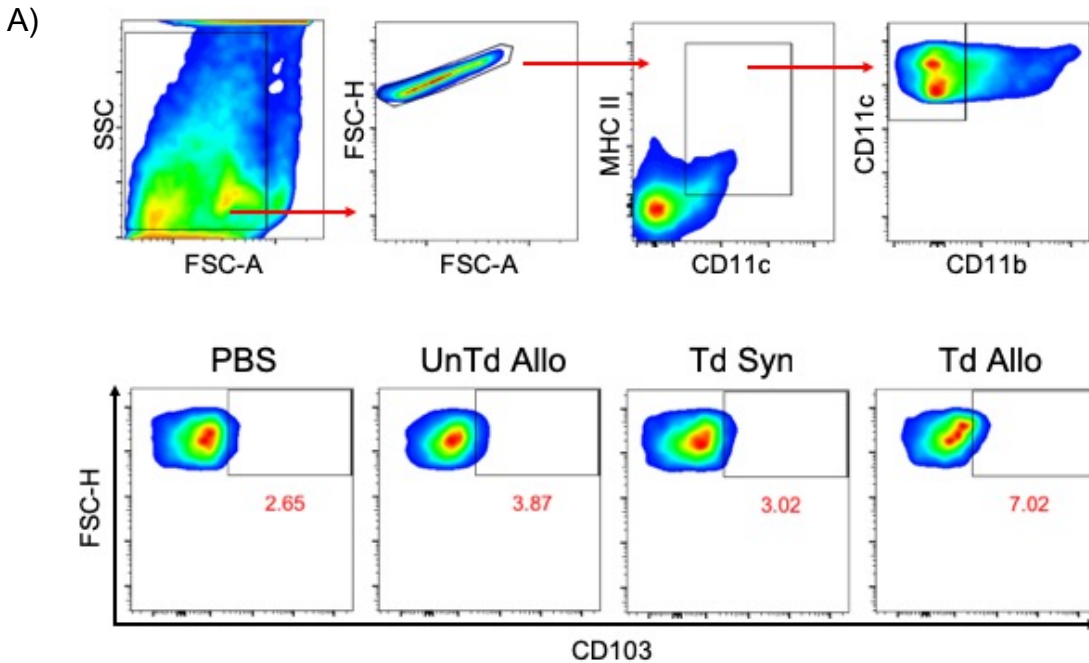 A)
SSC
FSC-A
FSC-H
FSC-A
MHC II
CD11c
CD11c
CD11b
PBS
UnTd Allo
Td Syn
Td Allo
FSC-H
2.65
3.87
3.02
7.02
CD103